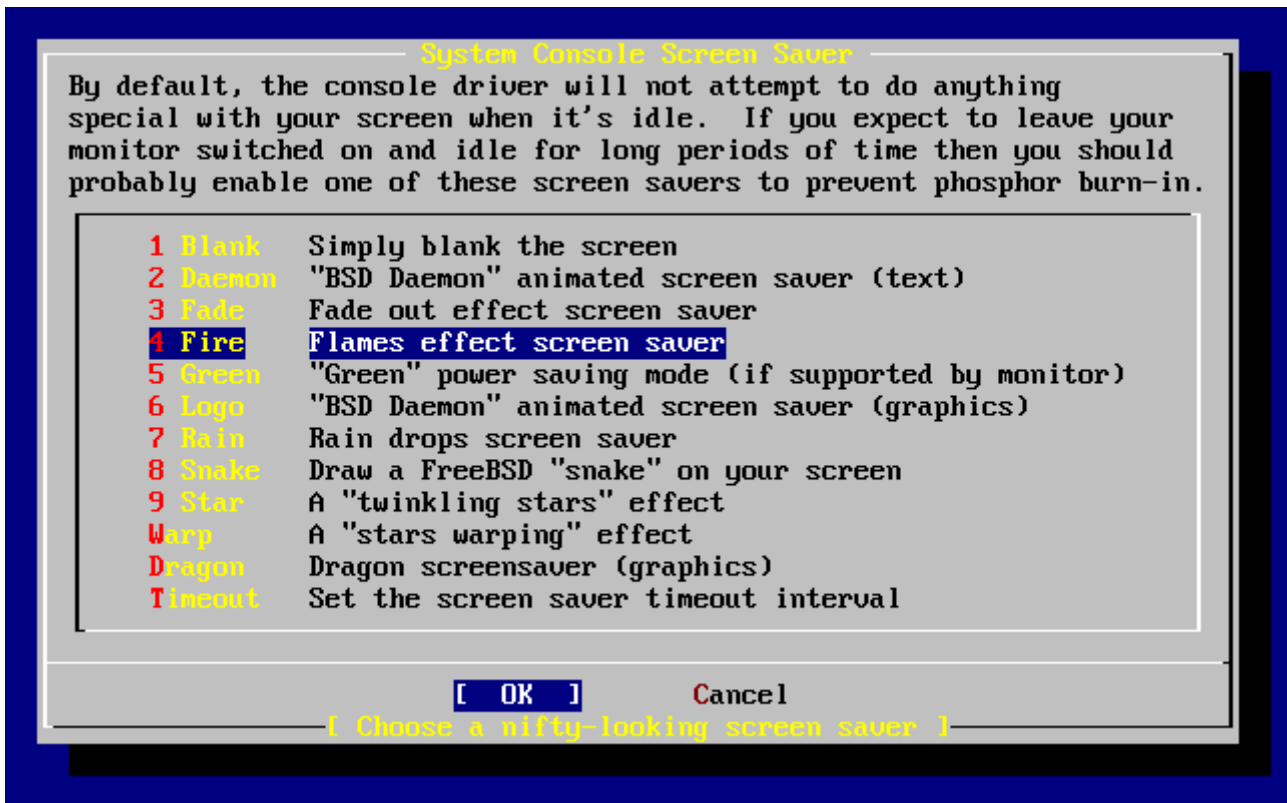 System Console Screen Saver
By default, the console driver will not attempt to do anything
special with your screen when it's idle.  If you expect to leave your
monitor switched on and idle for long periods of time then you should
probably enable one of these screen savers to prevent phosphor burn-in.
1 Blank   Simply blank the screen
2 Daemon  "BSD Daemon" animated screen saver (text)
3 Fade    Fade out effect screen saver
4 Fire    Flames effect screen saver
5 Green   "Green" power saving mode (if supported by monitor)
6 Logo    "BSD Daemon" animated screen saver (graphics)
7 Rain    Rain drops screen saver
8 Snake   Draw a FreeBSD "snake" on your screen
9 Star    A "twinkling stars" effect
Warp      A "stars warping" effect
Dragon    Dragon screensaver (graphics)
Timeout   Set the screen saver timeout interval
[  OK  ]       Cancel
[ Choose a nifty-looking screen saver ]